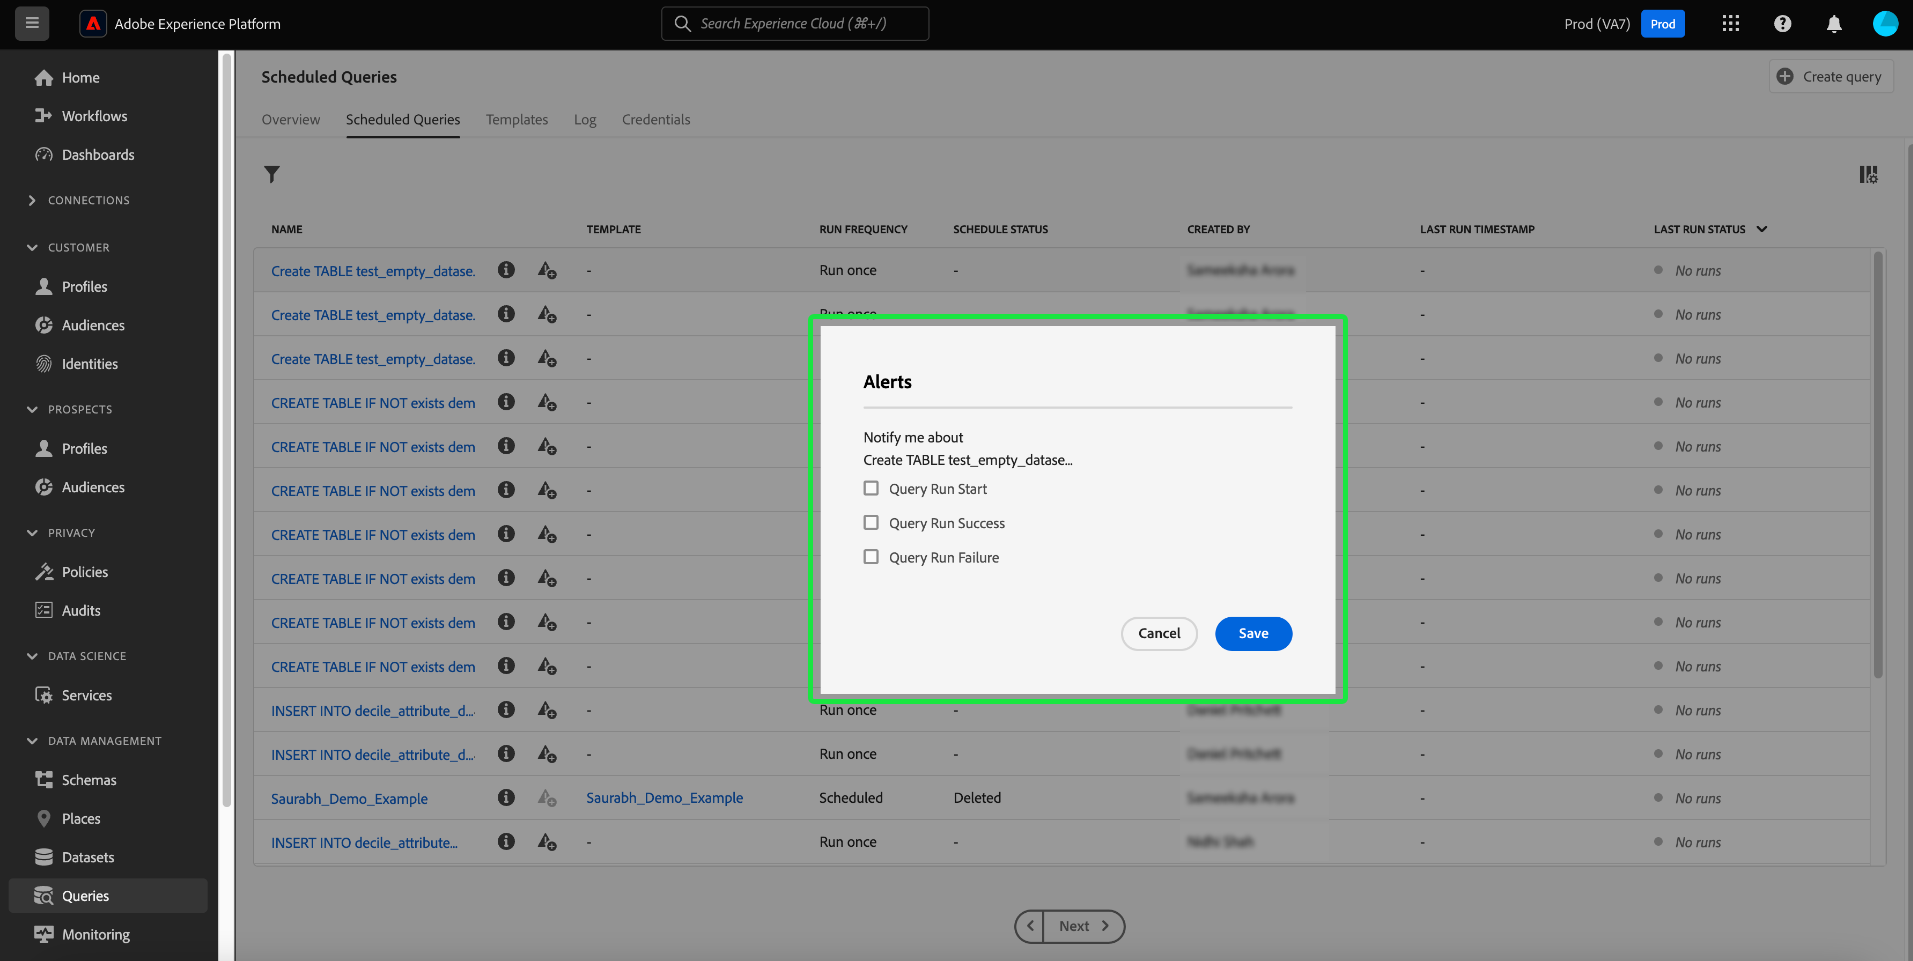 Adobe Experience Platform
Search Experience Cloud (⌘+/)
Prod (VA7)
Prod
Home
Workflows
Dashboards
CONNECTIONS
CUSTOMER
Profiles
Audiences
Identities
PROSPECTS
Profiles
Audiences
PRIVACY
Policies
Audits
DATA SCIENCE
Services
DATA MANAGEMENT
Schemas
Places
Datasets
Queries
Monitoring
Scheduled Queries
Create query
Overview Scheduled Queries Templates Log Credentials
NAME TEMPLATE RUN FREQUENCY SCHEDULE STATUS CREATED BY LAST RUN TIMESTAMP LAST RUN STATUS
Create TABLE test_empty_datase. - Run once - - No runs
Create TABLE test_empty_datase. - Run once - No runs
Create TABLE test_empty_datase. - - No runs
CREATE TABLE IF NOT exists dem - - No runs
CREATE TABLE IF NOT exists dem - - No runs
CREATE TABLE IF NOT exists dem - - No runs
CREATE TABLE IF NOT exists dem - - No runs
CREATE TABLE IF NOT exists dem - - No runs
CREATE TABLE IF NOT exists dem - - No runs
CREATE TABLE IF NOT exists dem - - No runs
INSERT INTO decile_attribute_d... - Run once - - No runs
INSERT INTO decile_attribute_d... - Run once - - No runs
Saurabh_Demo_Example Saurabh_Demo_Example Scheduled Deleted - No runs
INSERT INTO decile_attribute... - Run once - - No runs
Next
Alerts
Notify me about
Create TABLE test_empty_datase...
Query Run Start
Query Run Success
Query Run Failure
Cancel
Save